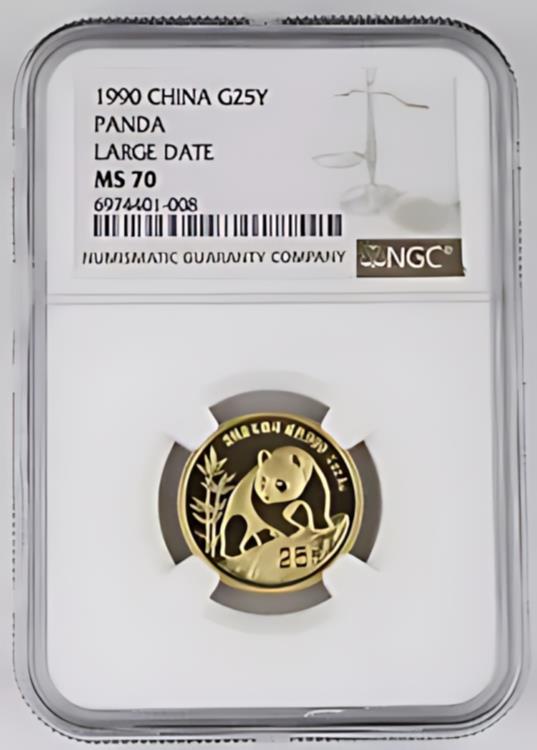 1990 CHINA G25Y
PANDA
LARGE DATE
MS 70
6974401-008
NUMISMATIC GUARANTY COMPANY
NGC®
25